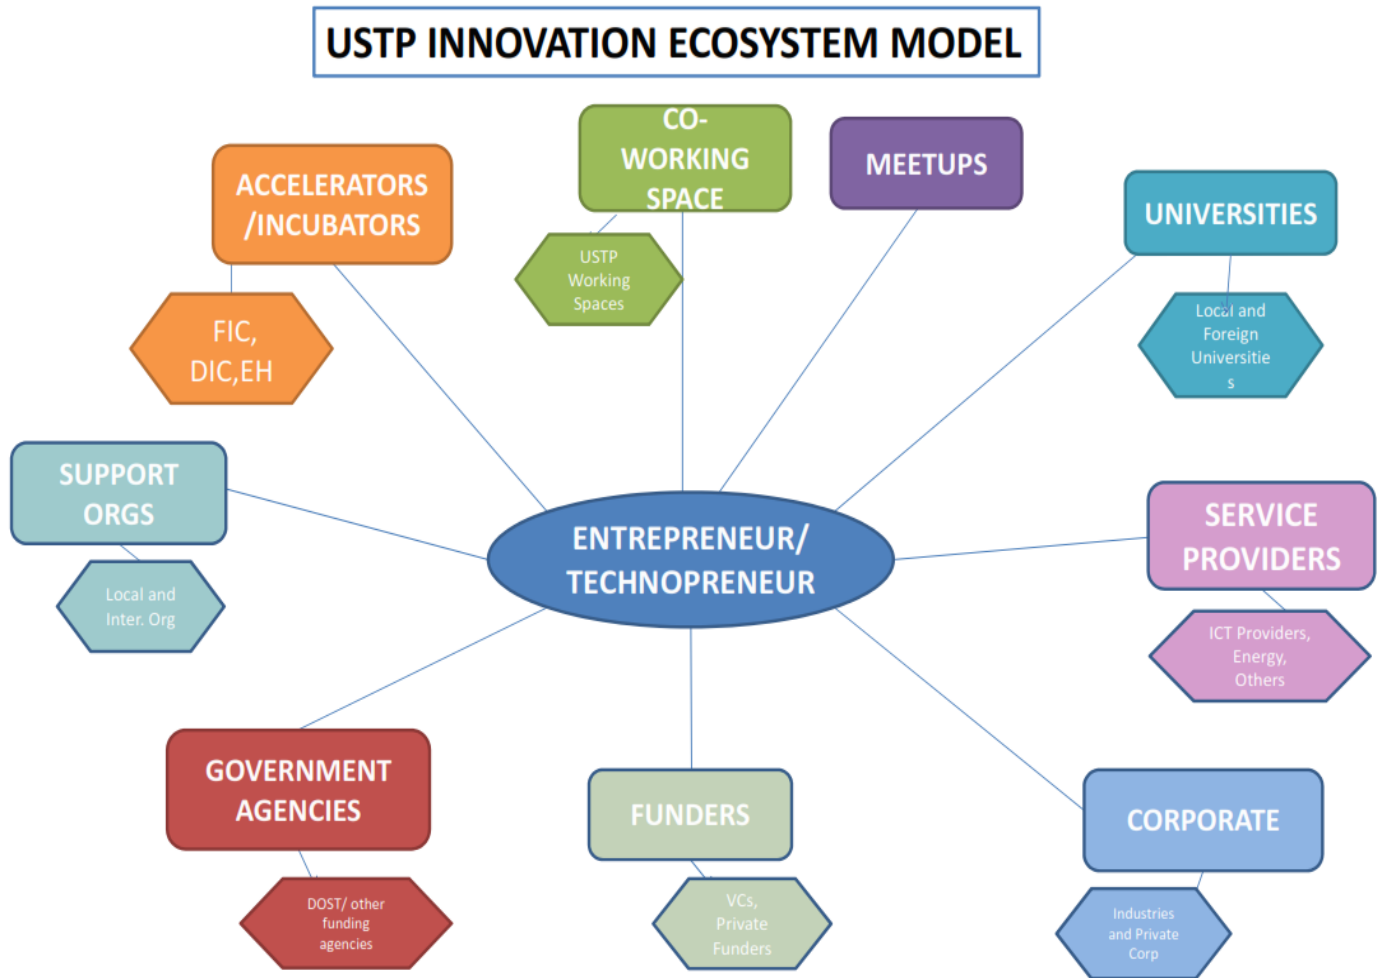 USTP INNOVATION ECOSYSTEM MODEL
ACCELERATORS
/INCUBATORS
FIC,
DIC,EH
CO-
WORKING
SPACE
USTP
Working
Spaces
MEETUPS
UNIVERSITIES
Local and
Foreign
Universitie
s
SUPPORT
ORGS
Local and
Inter. Org
ENTREPRENEUR/
TECHNOPRENEUR
SERVICE
PROVIDERS
ICT Providers,
Energy,
Others
GOVERNMENT
AGENCIES
DOST/ other
funding
agencies
FUNDERS
VCs,
Private
Funders
CORPORATE
Industries
and Private
Corp